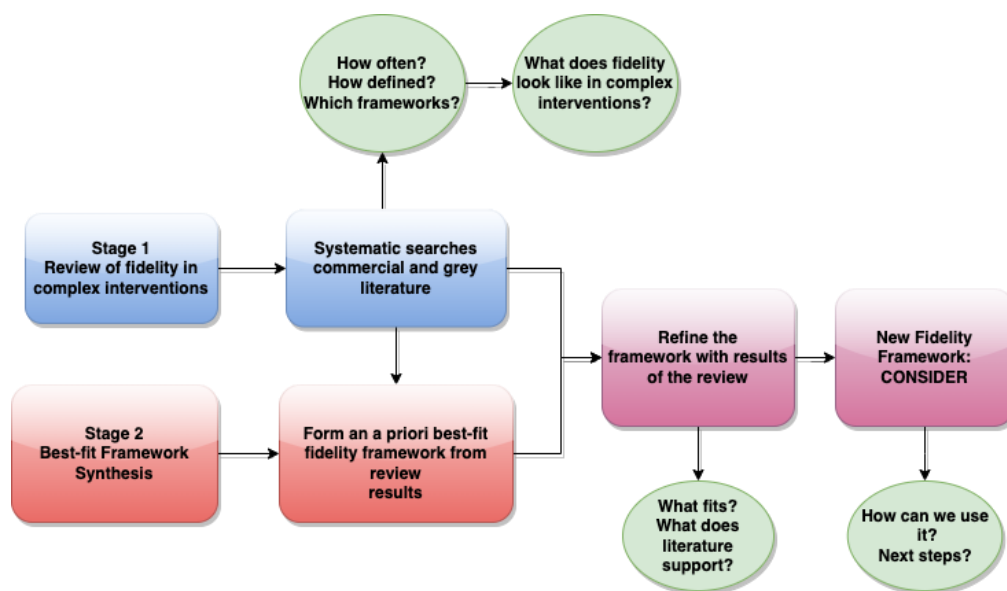 How often?
How defined?
Which frameworks?
What does fidelity
look like in complex
interventions?
Stage 1
Review of fidelity in
complex interventions
Systematic searches
commercial and grey
literature
Refine the
framework with results
of the review
New Fidelity
Framework:
CONSIDER
Stage 2
Best-fit Framework
Synthesis
Form an a priori best-fit
fidelity framework from
review
results
What fits?
What does
literature
support?
How can we use
it?
Next steps?